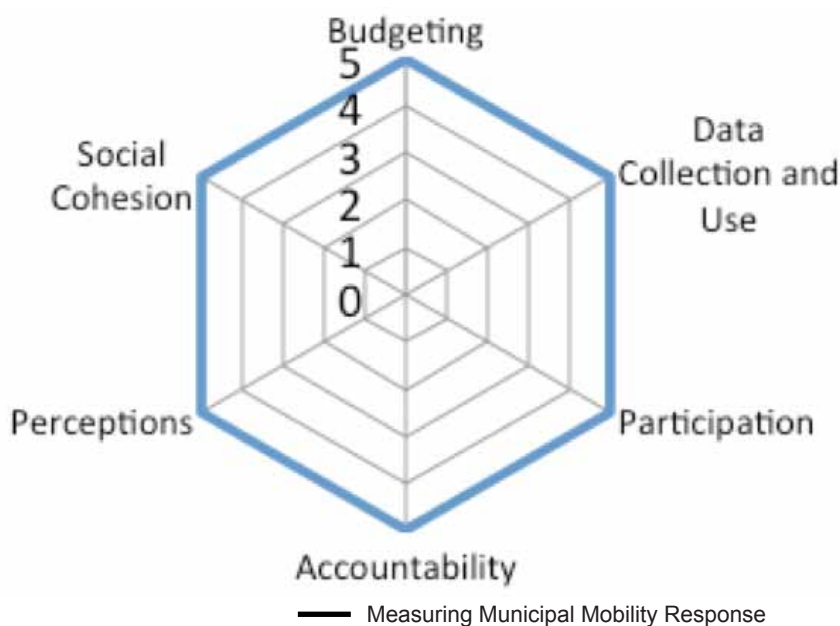 Budgeting
5
4
3
2
1
0
Data
Collection and
Use
Social
Cohesion
Perceptions
Participation
Accountability
Measuring Municipal Mobility Response